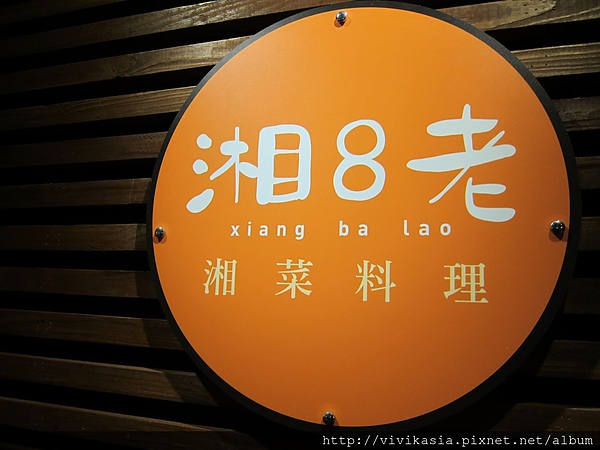 湘8老
xiang ba lao
湘菜料理
http://vivikasia.pixnet.net/album